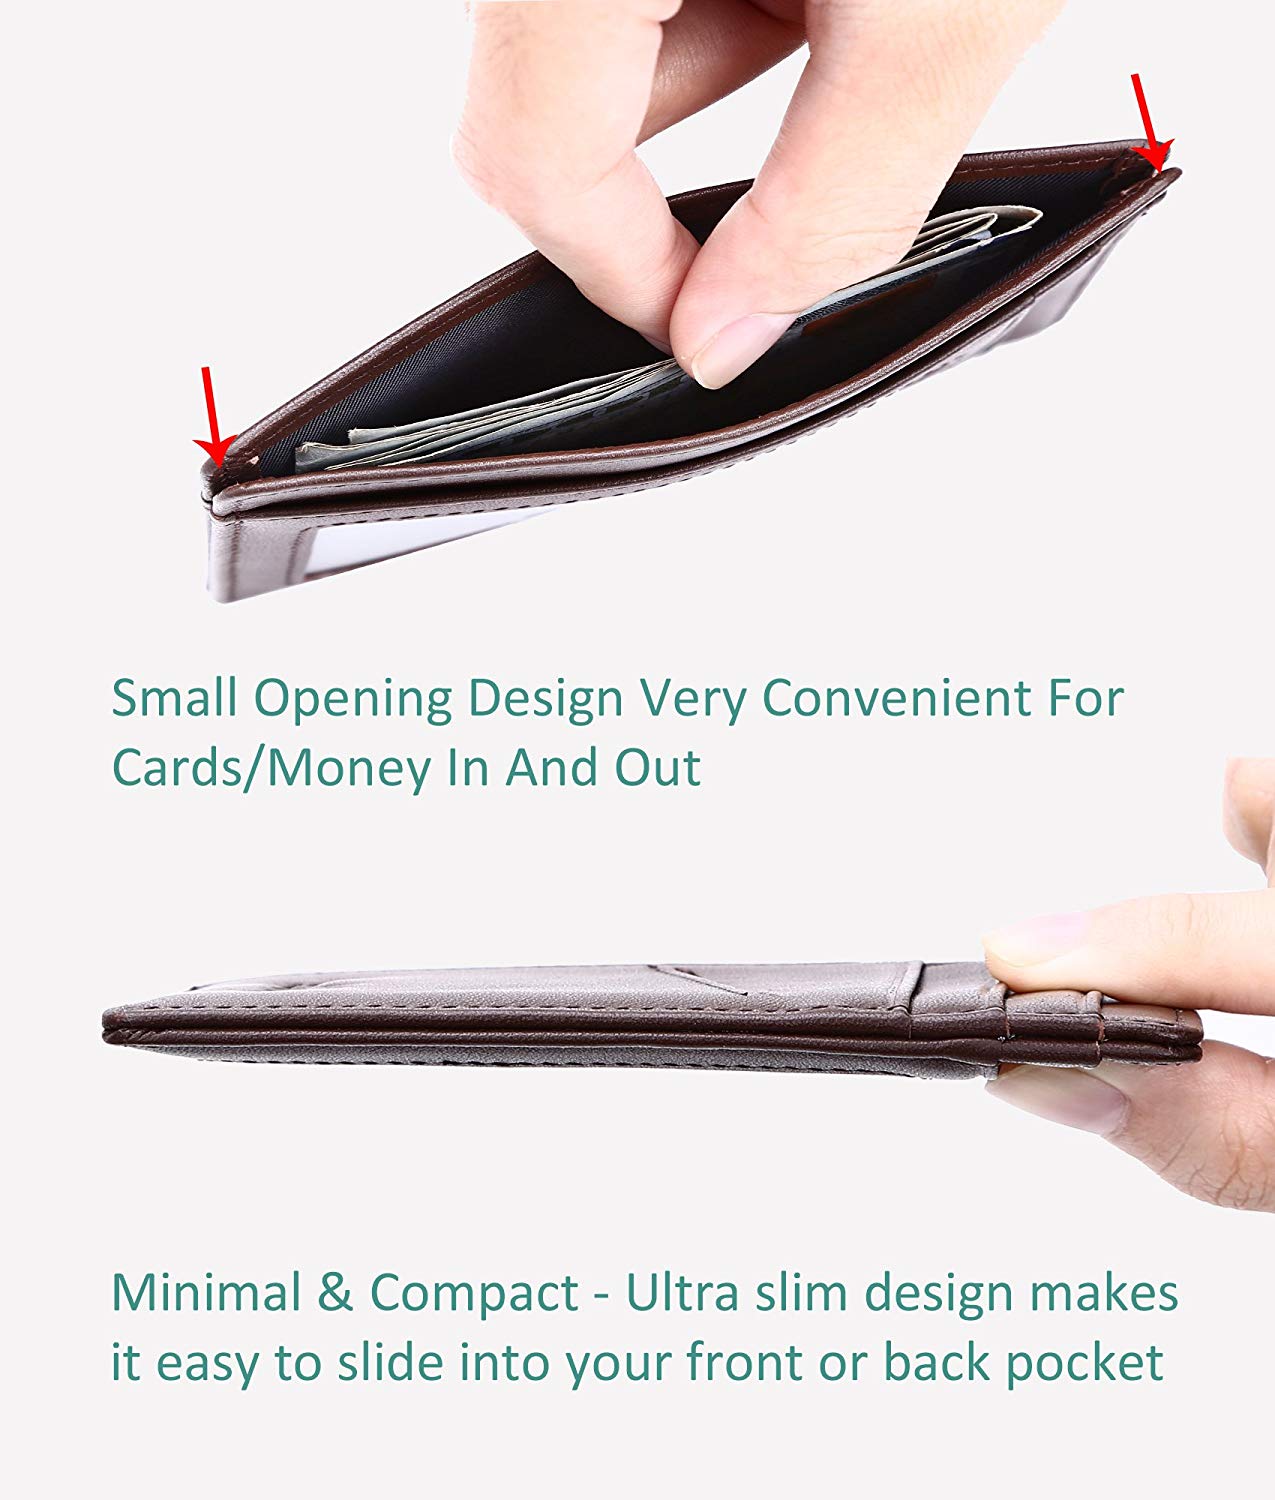 Small Opening Design Very Convenient For
Cards/Money In And Out
Minimal & Compact - Ultra slim design makes
it easy to slide into your front or back pocket